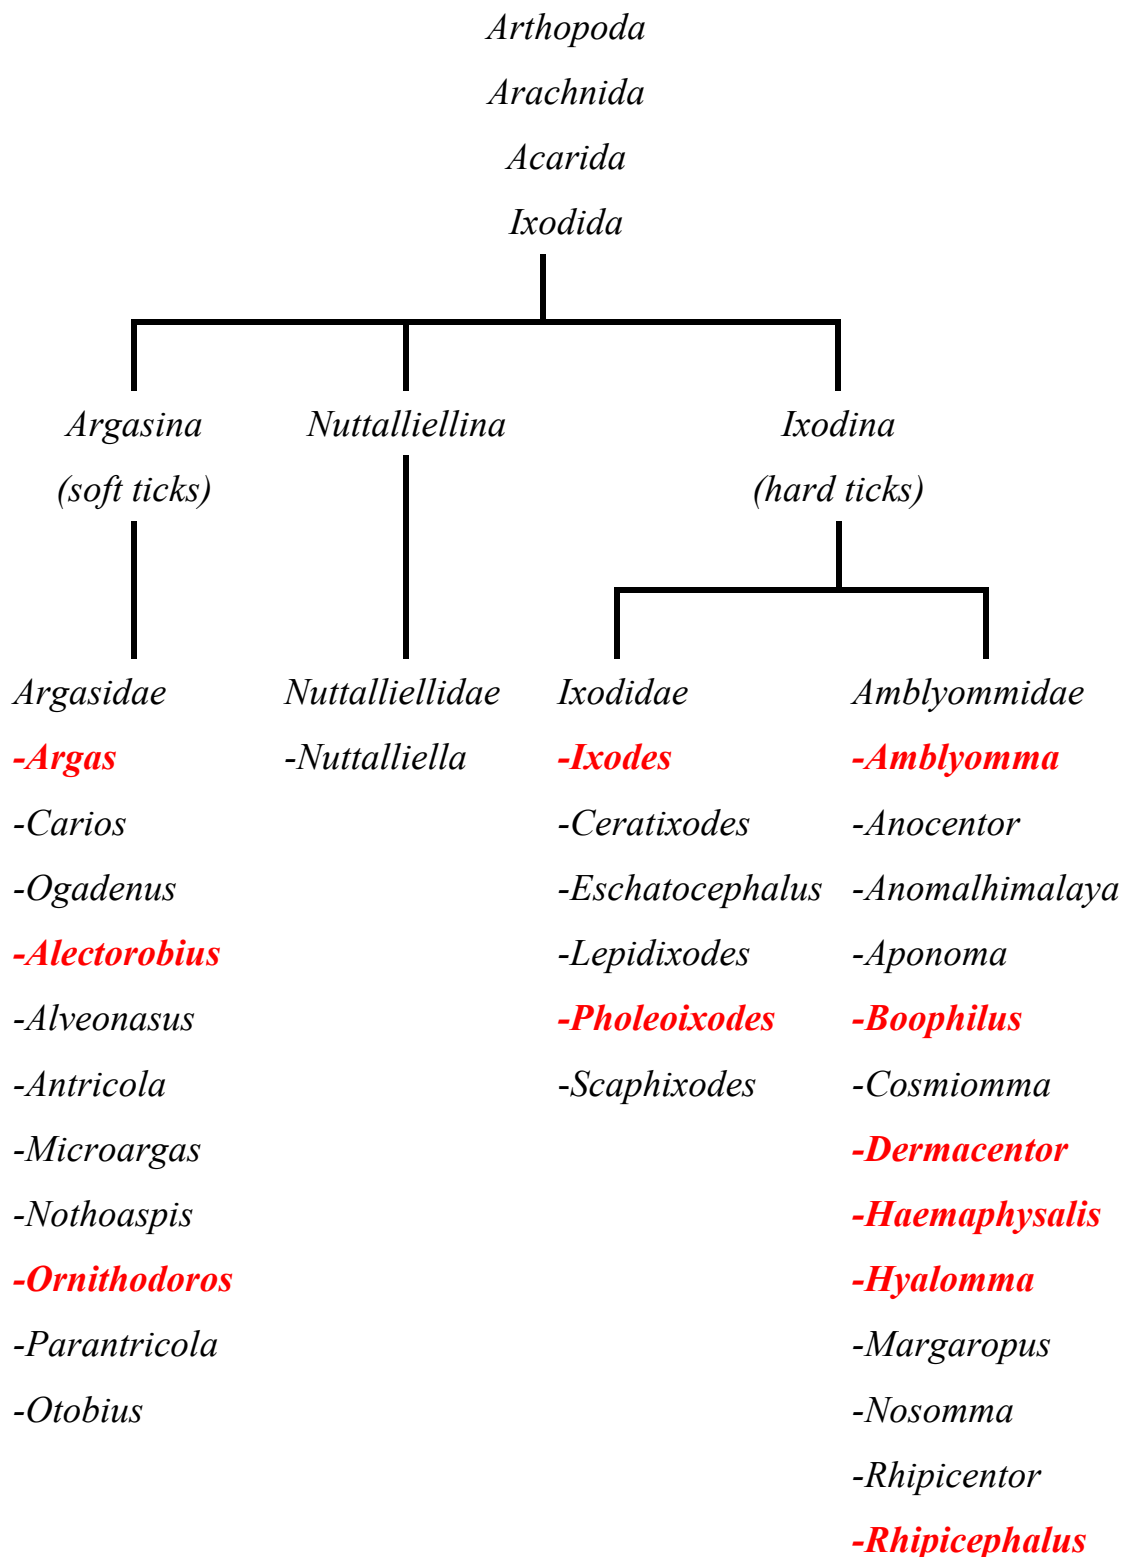 Arthopoda
Arachnida
Acarida
Ixodida
Argasina
(soft ticks)
Nuttalliellina
Ixodina
(hard ticks)
Argasidae
-Argas
-Carios
-Ogadenus
-Alectorobius
-Alveonasus
-Antricola
-Microargas
-Nothoaspis
-Ornithodoros
-Parantricola
-Otobius
Nuttalliellidae
-Nuttalliella
Ixodidae
-Ixodes
-Ceratixodes
-Eschatocephalus
-Lepidixodes
-Pholeoixodes
-Scaphixodes
Amblyommidae
-Amblyomma
-Anocentor
-Anomalhimalaya
-Aponoma
-Boophilus
-Cosmiomma
-Dermacentor
-Haemaphysalis
-Hyalomma
-Margaropus
-Nosomma
-Rhipicentor
-Rhipicephalus